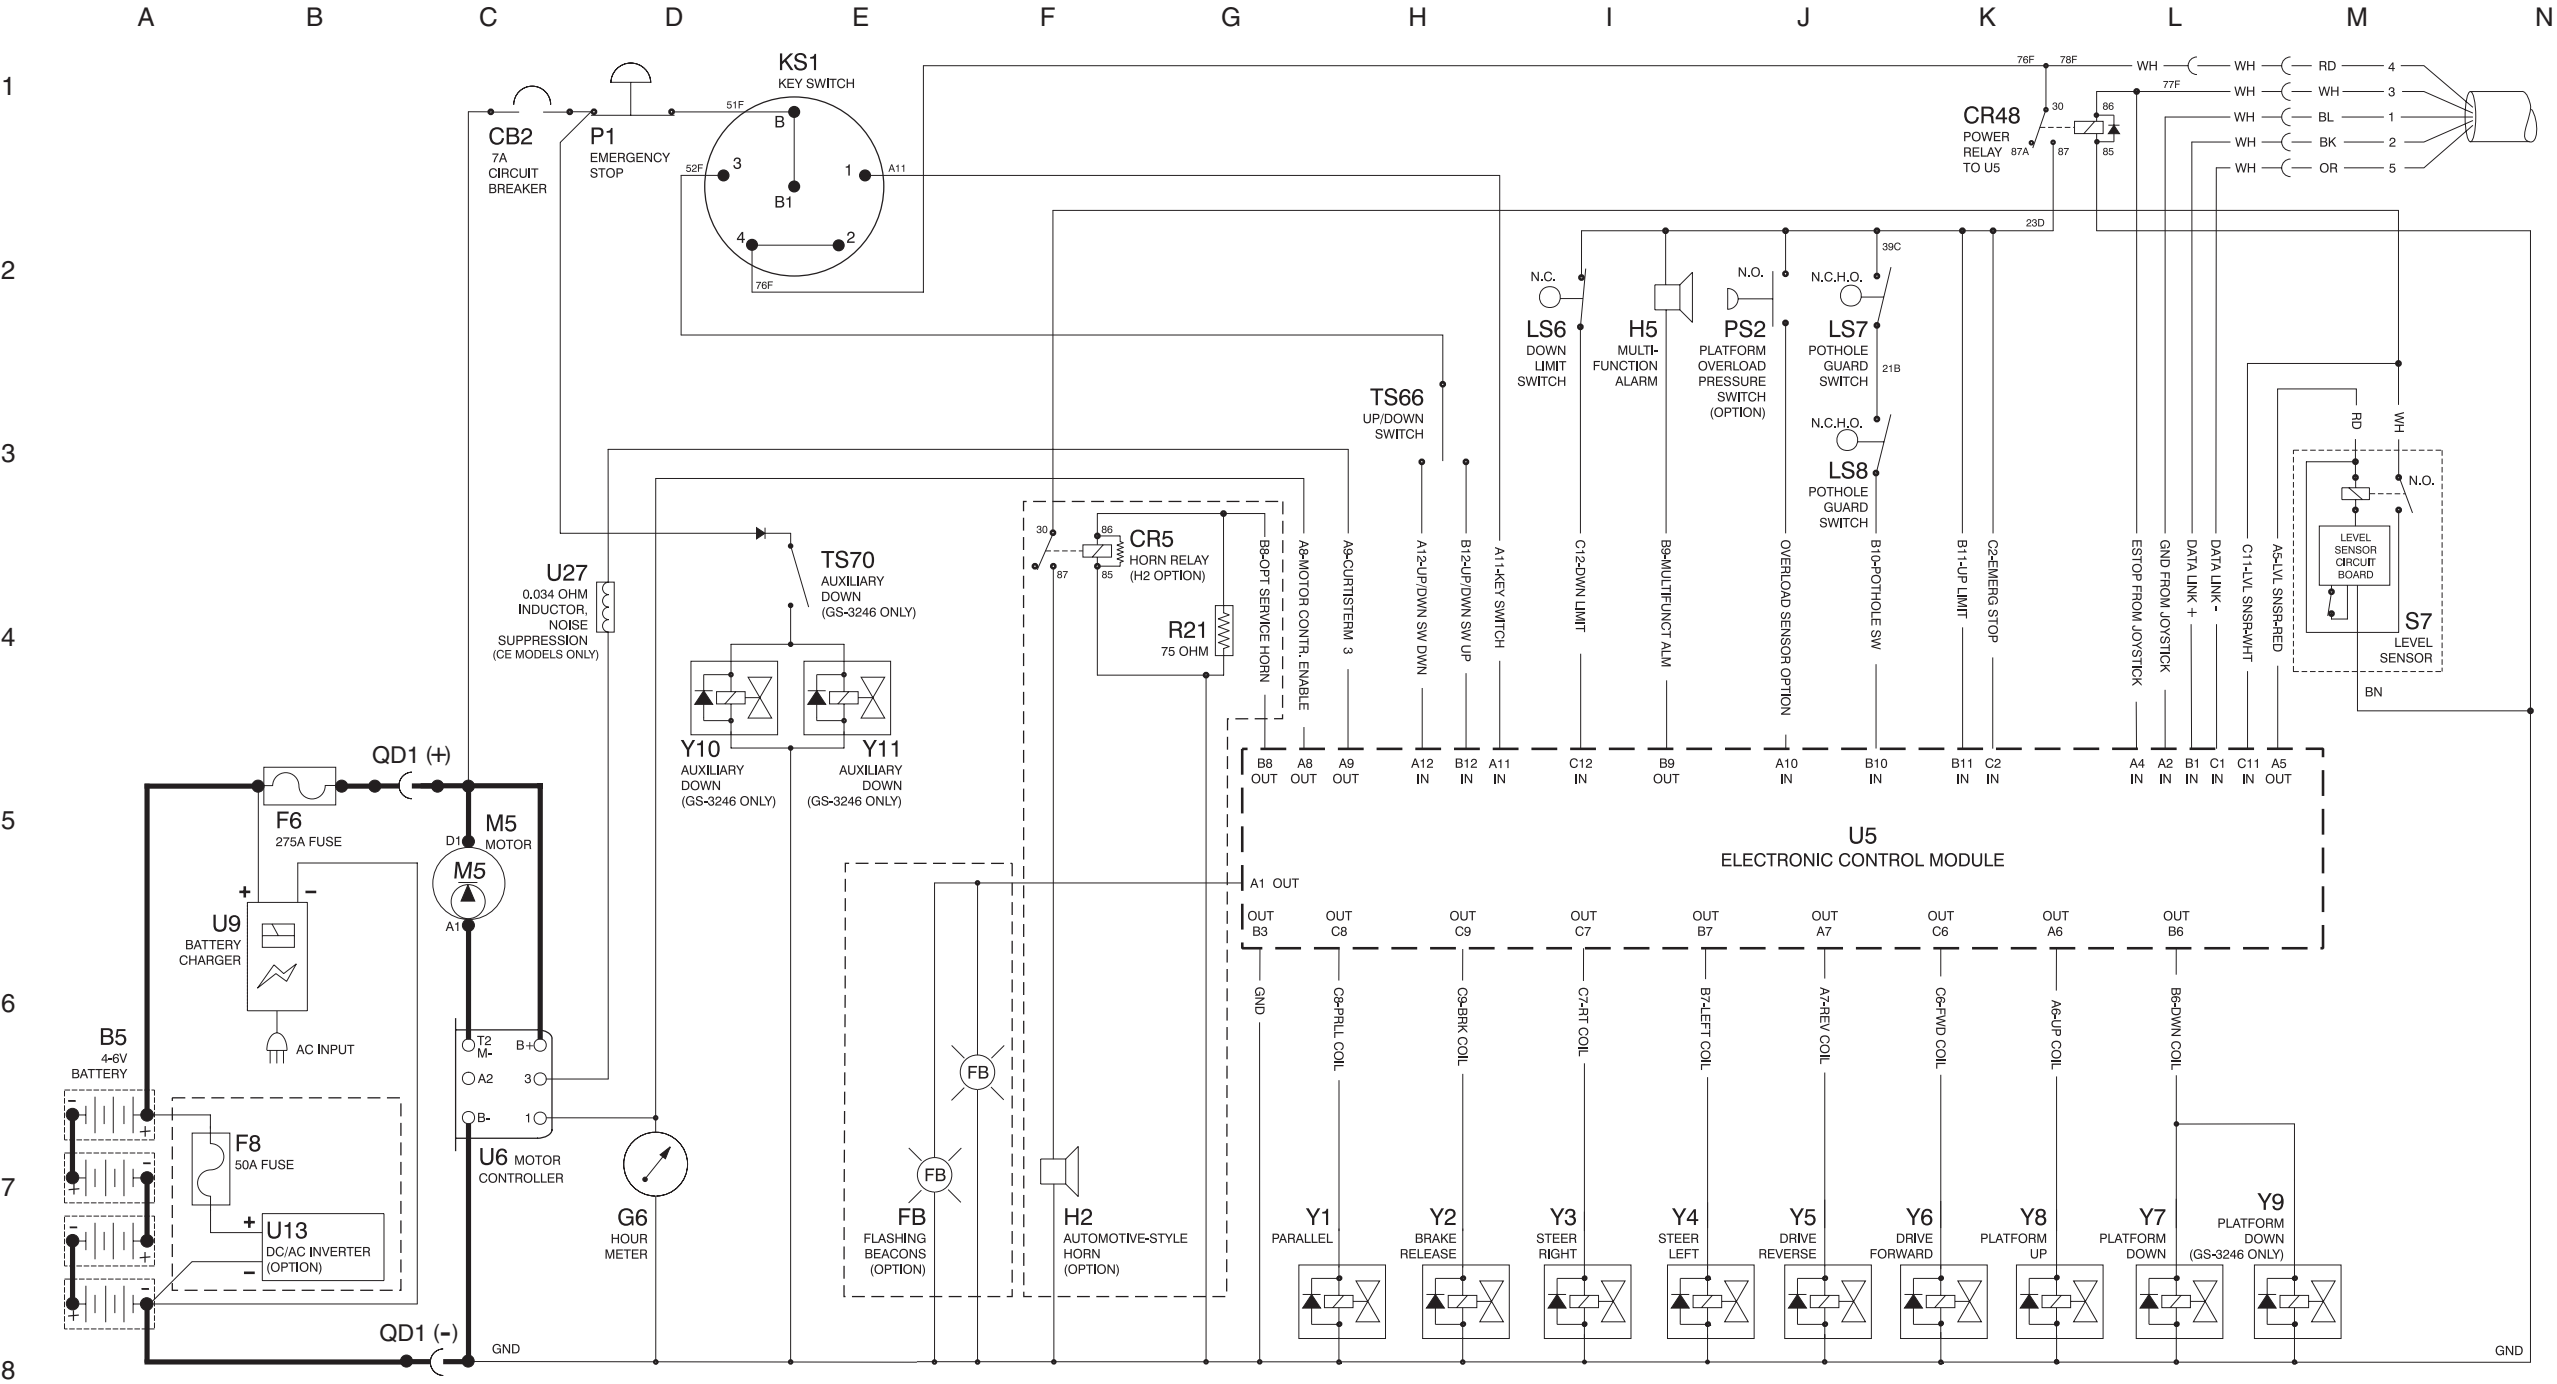 A B C D E F G H I J K L M N
1
2
3
4
5
6
7
8
KS1
KEY SWITCH
CB2
7A
CIRCUIT
BREAKER
P1
EMERGENCY
STOP
51F
B
52F
3
1
A11
B1
4
2
76F
76F
78F
WH
WH
RD
4
77F
WH
WH
3
WH
BL
1
WH
BK
2
WH
OR
5
CR48
POWER
RELAY
TO U5
30
86
87A
87
85
23D
39C
N.C.
LS6
DOWN
LIMIT
SWITCH
H5
MULTI-
FUNCTION
ALARM
N.O.
PS2
PLATFORM
OVERLOAD
PRESSURE
SWITCH
(OPTION)
N.C.H.O.
LS7
POTHOLE
GUARD
SWITCH
21B
N.C.H.O.
LS8
POTHOLE
GUARD
SWITCH
TS66
UP/DOWN
SWITCH
RD
WH
N.O.
LEVEL
SENSOR
CIRCUIT
BOARD
S7
LEVEL
SENSOR
BN
30
86
87
85
CR5
HORN RELAY
(H2 OPTION)
R21
75 OHM
TS70
AUXILIARY
DOWN
(GS-3246 ONLY)
U27
0.034 OHM
INDUCTOR,
NOISE
SUPPRESSION
(CE MODELS ONLY)
B8-OPT SERVICE HORN
A8-MOTOR CONTR. ENABLE
A9-CURTISTERM 3
A12-UP/DWN SW DWN
B12-UP/DWN SW UP
A11-KEY SWITCH
C12-DWN LIMIT
B9-MULTIFUNCT ALM
OVERLOAD SENSOR OPTION
B10-POTHOLE SW
B11-UP LIMIT
C2-EMERG STOP
ESTOP FROM JOYSTICK
GND FROM JOYSTICK
DATA LINK +
DATA LINK -
C11-LVL SNSR-WHT
A5-LVL SNSR-RED
Y10
AUXILIARY
DOWN
(GS-3246 ONLY)
Y11
AUXILIARY
DOWN
(GS-3246 ONLY)
QD1 (+)
F6
275A FUSE
M5
MOTOR
D1
M5
A1
+
−
U9
BATTERY
CHARGER
AC INPUT
B8
OUT
A8
OUT
A9
OUT
A12
IN
B12
IN
A11
IN
C12
IN
B9
OUT
A10
IN
B10
IN
B11
IN
C2
IN
A4
IN
A2
IN
B1
IN
C1
IN
C11
IN
A5
OUT
U5
ELECTRONIC CONTROL MODULE
A1 OUT
OUT
B3
OUT
C8
OUT
C9
OUT
C7
OUT
B7
OUT
A7
OUT
C6
OUT
A6
OUT
B6
GND
C8-PRLL COIL
C9-BRK COIL
C7-RT COIL
B7-LEFT COIL
A7-REV COIL
C6-FWD COIL
A6-UP COIL
B6-DWN COIL
B5
4-6V
BATTERY
-
+
-
+
-
+
-
+
T2
M-
B+
A2
3
B-
1
U6 MOTOR
CONTROLLER
F8
50A FUSE
+
U13
DC/AC INVERTER
(OPTION)
−
G6
HOUR
METER
FB
FB
FB
FLASHING
BEACONS
(OPTION)
H2
AUTOMOTIVE-STYLE
HORN
(OPTION)
Y1
PARALLEL
Y2
BRAKE
RELEASE
Y3
STEER
RIGHT
Y4
STEER
LEFT
Y5
DRIVE
REVERSE
Y6
DRIVE
FORWARD
Y8
PLATFORM
UP
Y7
PLATFORM
DOWN
Y9
PLATFORM
DOWN
(GS-3246 ONLY)
QD1 (-)
GND
GND